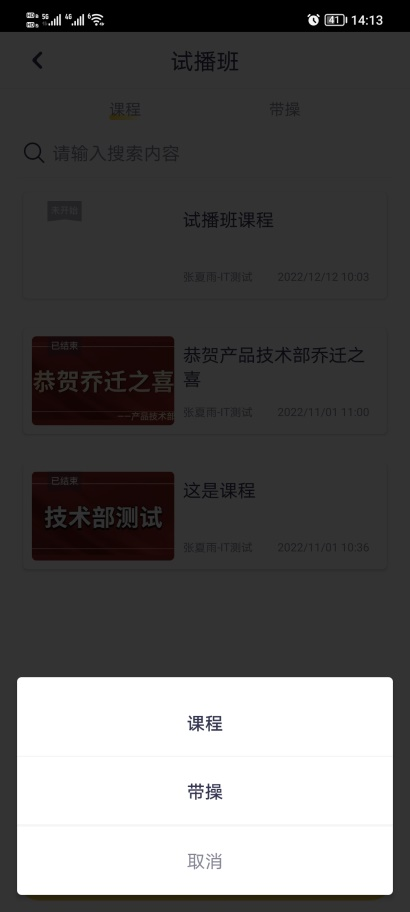 14:13
41
试播班
课程
带操
请输入搜索内容
未开始
试播班课程
张夏雨-IT测试
2022/12/12 10:03
已结束
恭贺乔迁之喜
——产品技术部
恭贺产品技术部乔迁之
喜
张夏雨-IT测试
2022/11/01 11:00
已结束
技术部测试
这是课程
张夏雨-IT测试
2022/11/01 10:36
课程
带操
取消